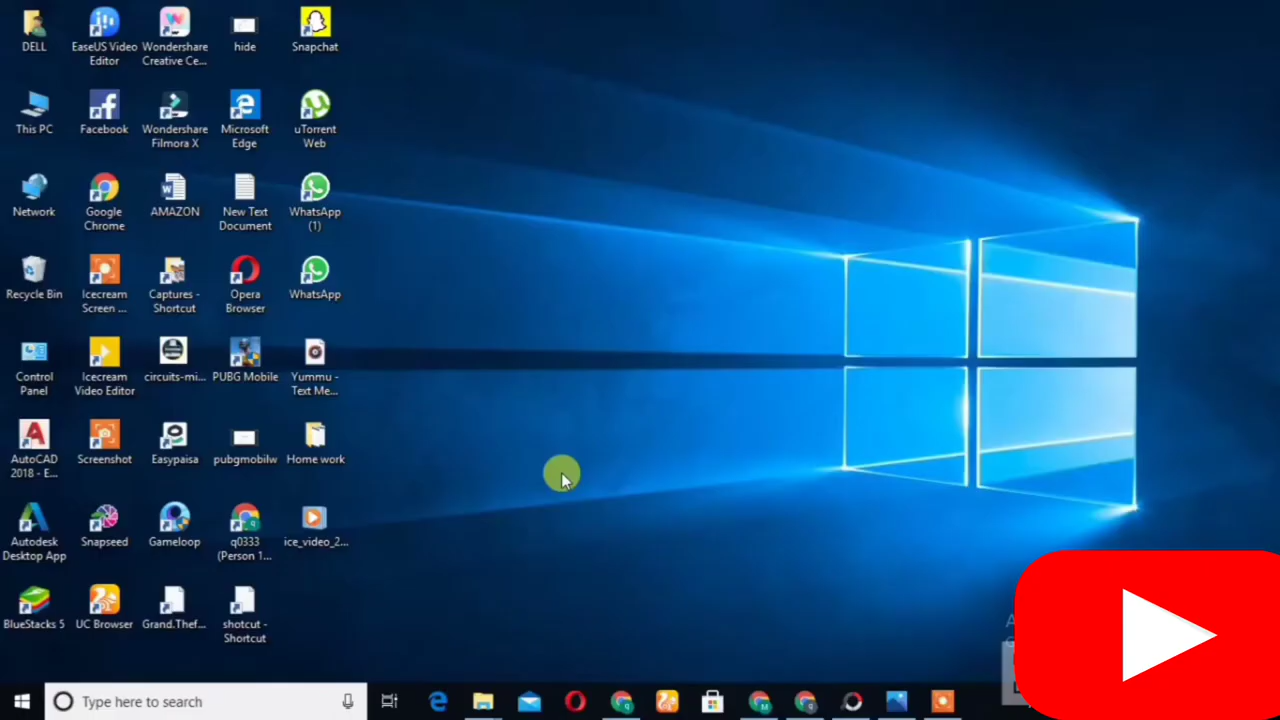 DELL
EaseUS Video
Editor
Wondershare
Creative Ce...
hide
Snapchat
This PC
Facebook
Wondershare
Filmora X
Microsoft
Edge
uTorrent
Web
Network
Google
Chrome
AMAZON
New Text
Document
WhatsApp
(1)
Recycle Bin
Icecream
Screen ...
Captures -
Shortcut
Opera
Browser
WhatsApp
Control
Panel
Icecream
Video Editor
circuits-mi...
PUBG Mobile
Yummu -
Text Me...
AutoCAD
2018 - E...
Screenshot
Easypaisa
pubgmobilw
Home work
Autodesk
Desktop App
Snapseed
Gameloop
q0333
(Person 1...
ice_video_2...
BlueStacks 5
UC Browser
Grand.Thef...
shotcut -
Shortcut
Type here to search